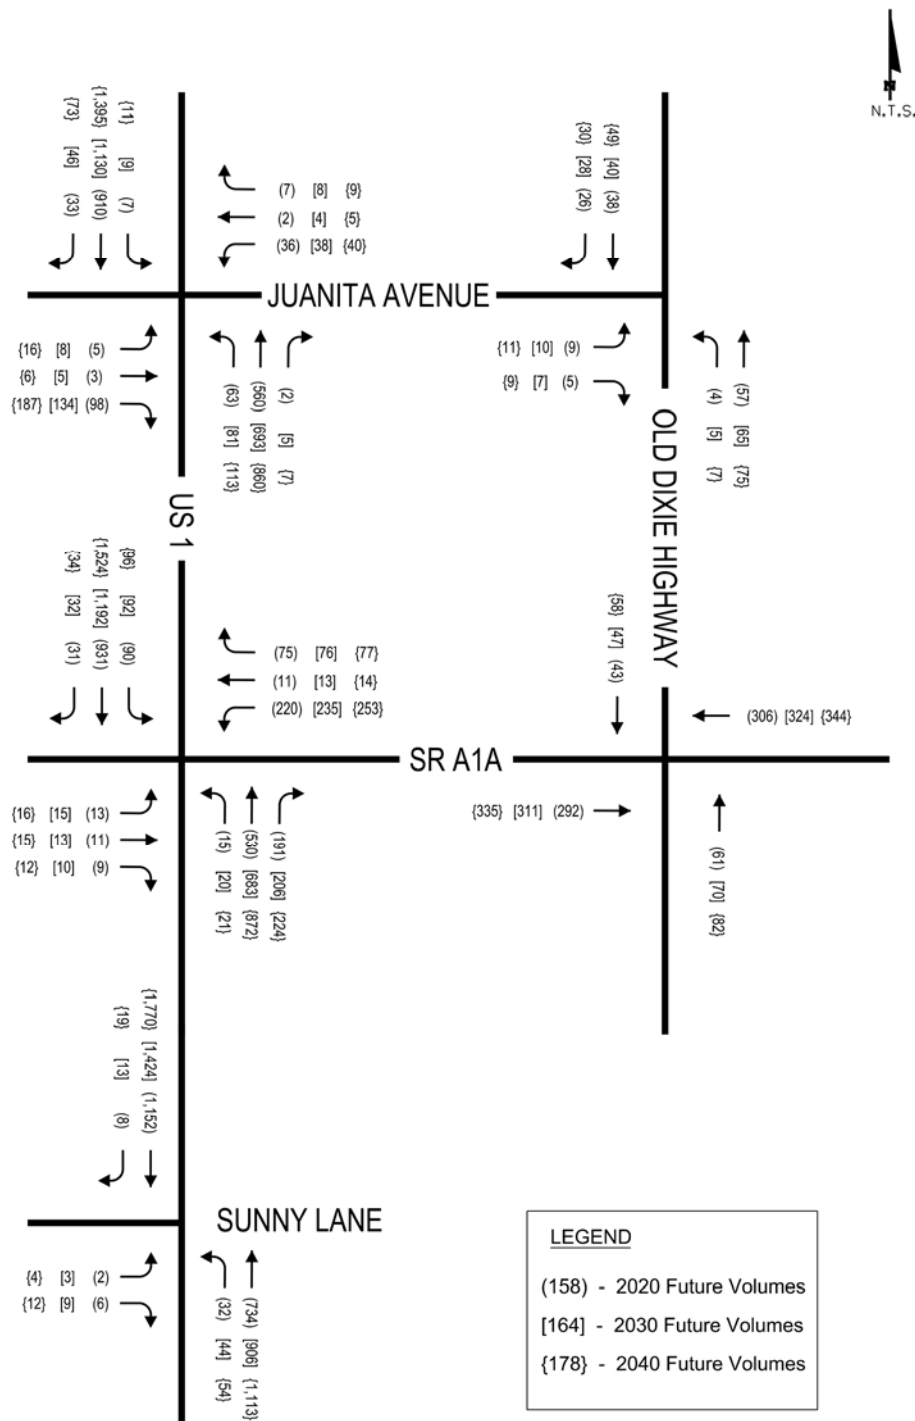 N
N.T.S.
{73} [46] (33)
{1,395} [1,130] (910)
{11} [9] (7)
(7) [8] {9}
(2) [4] {5}
(36) [38] {40}
{30} [28] (26)
{49} [40] (38)
JUANITA AVENUE
{16} [8] (5)
{6} [5] (3)
{187} [134] (98)
(63) [81] {113}
(560) [693] {860}
(2) [5] {7}
{11} [10] (9)
{9} [7] (5)
(4) [5] {7}
(57) [65] {75}
US 1
OLD DIXIE HIGHWAY
{34} [32] (31)
{1,524} [1,192] (931)
{96} [92] (90)
(75) [76] {77}
(11) [13] {14}
(220) [235] {253}
{58} [47] (43)
(306) [324] {344}
SR A1A
{16} [15] (13)
{15} [13] (11)
{12} [10] (9)
(15) [20] {21}
(530) [683] {872}
(191) [206] {224}
{335} [311] (292)
(61) [70] {82}
{19} [13] (8)
{1,770} [1,424] (1,152)
SUNNY LANE
{4} [3] (2)
{12} [9] (6)
(32) [44] {54}
(734) [906] {1,113}
LEGEND
(158) - 2020 Future Volumes
[164] - 2030 Future Volumes
{178} - 2040 Future Volumes